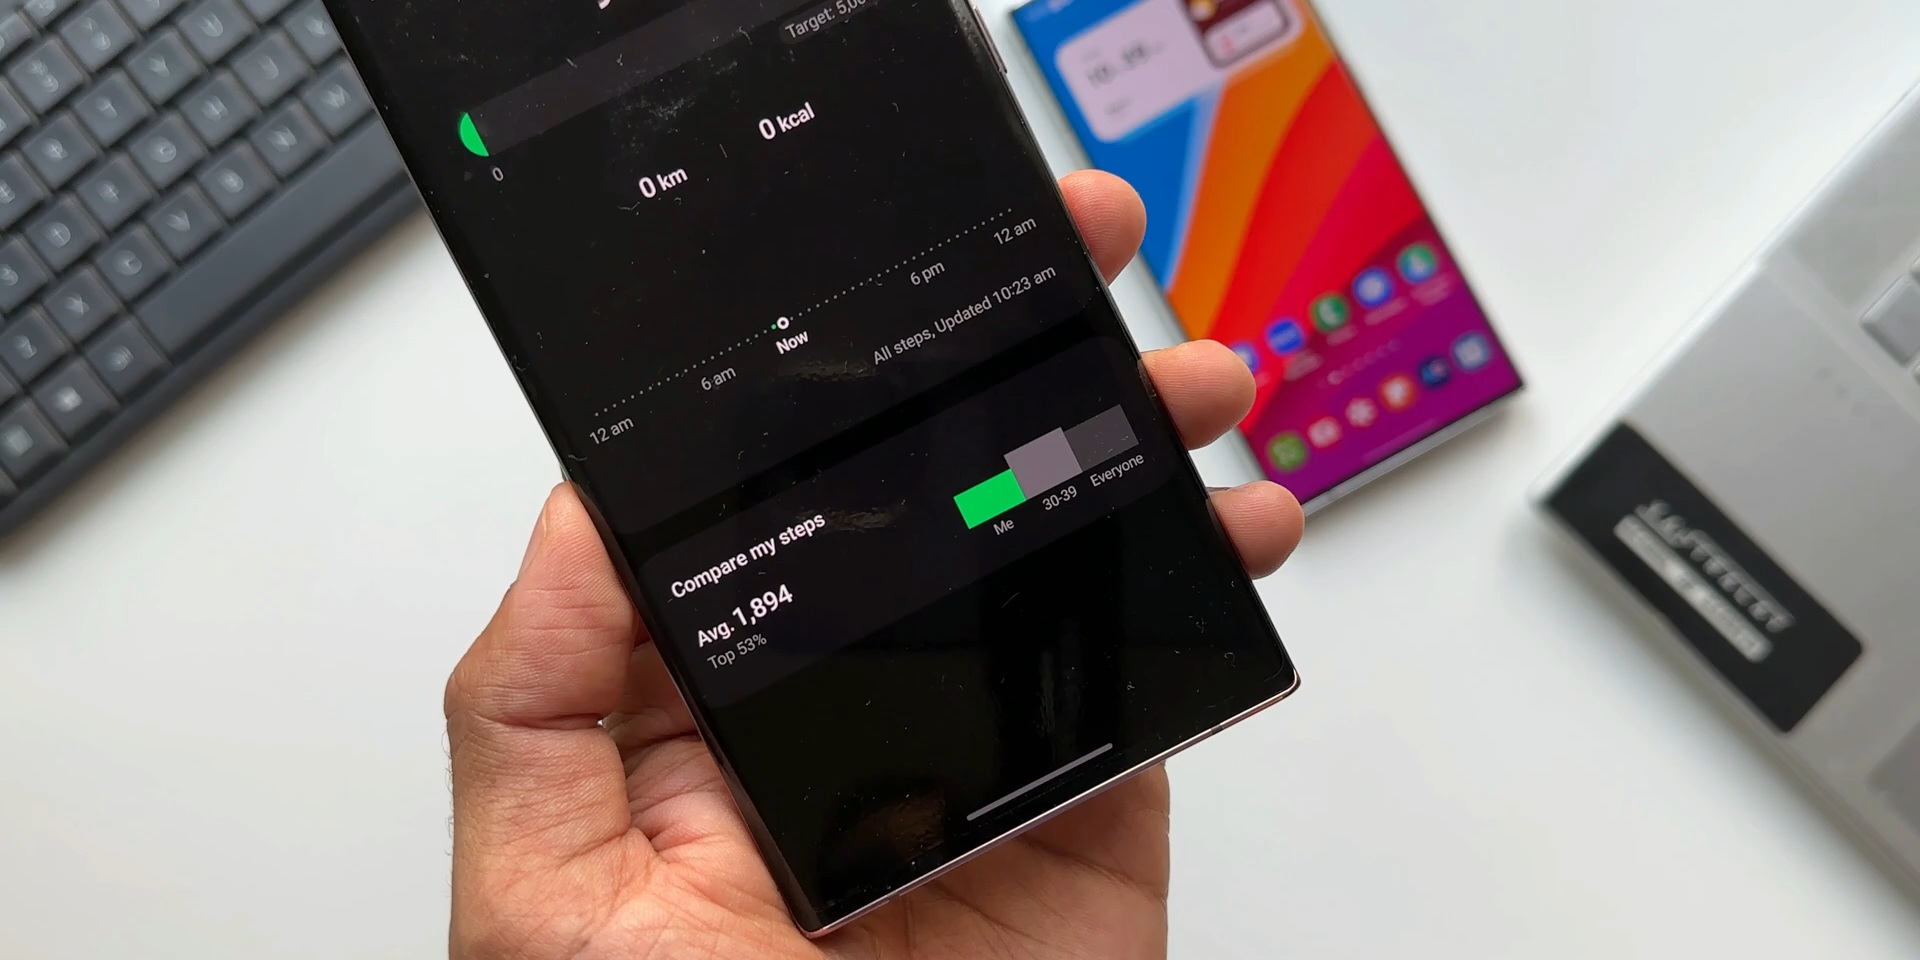 Target: 5,00
0
0 km
0 kcal
12 am
6 am
Now
6 pm
12 am
All steps, Updated 10:23 am
Compare my steps
Avg. 1,894
Top 53%
Me
30-39
Everyone